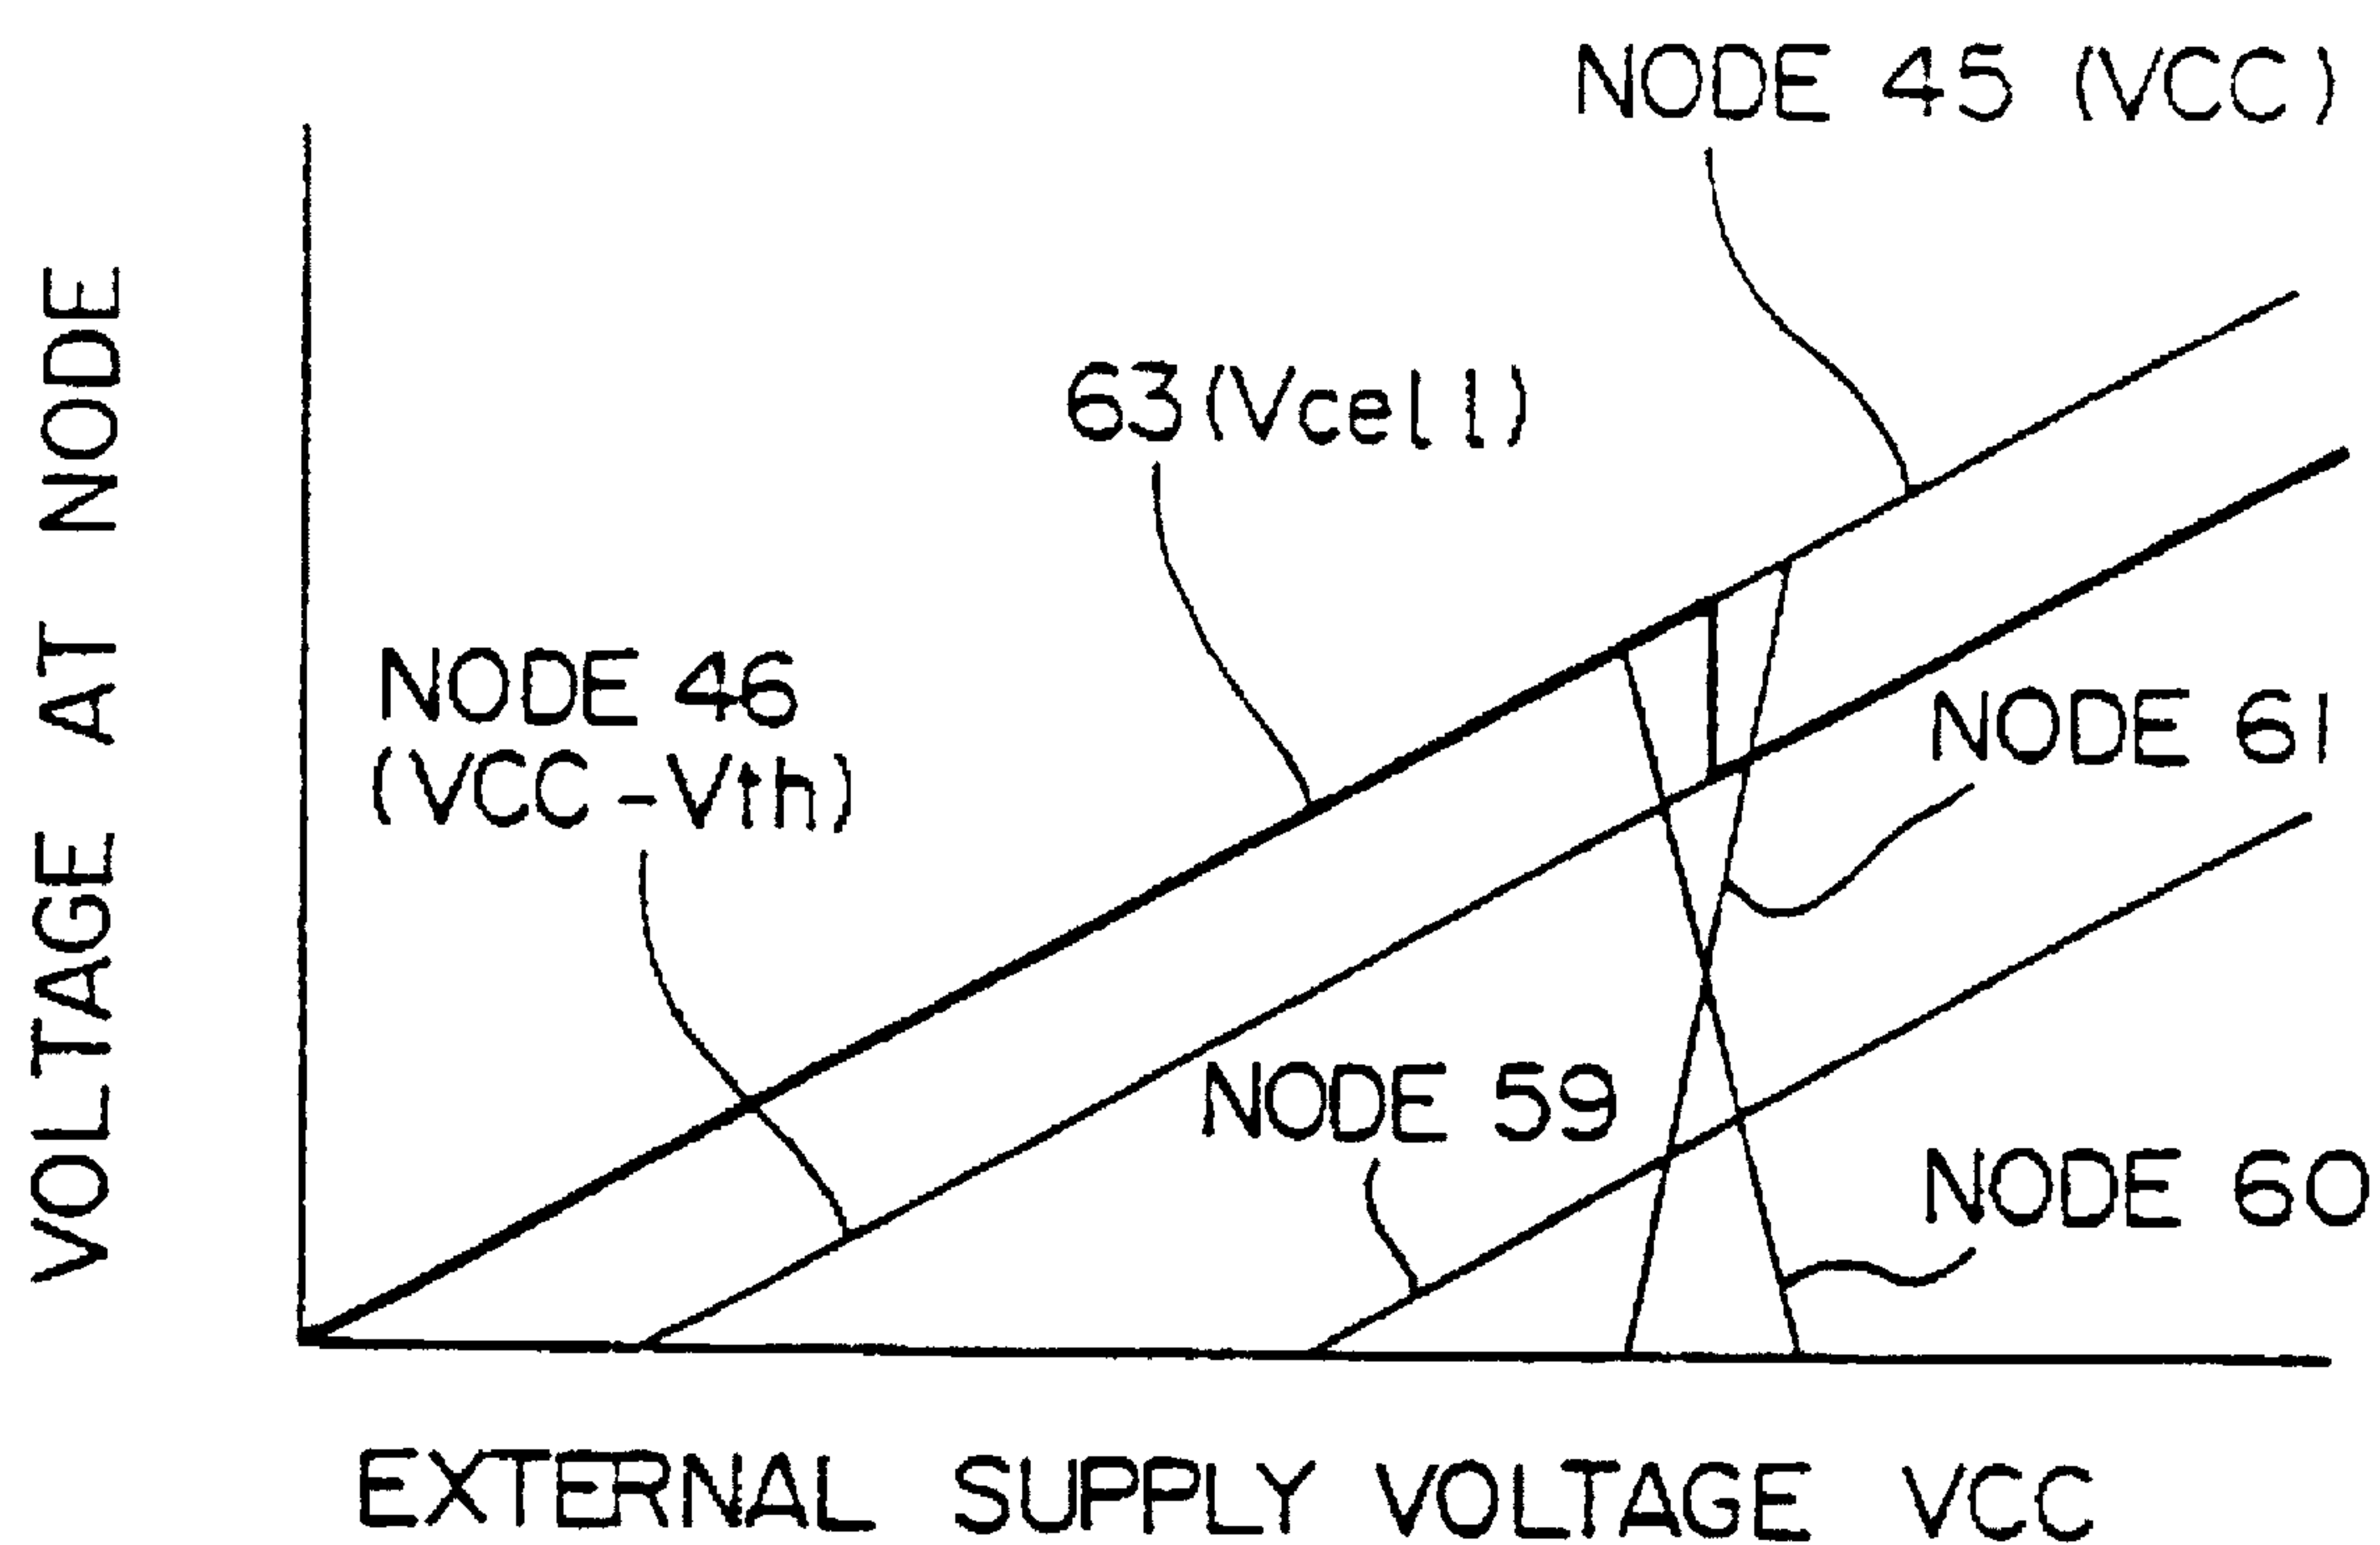 NODE 45 (VCC)
63(Vcell)
NODE 46
(VCC-Vth)
NODE 61
NODE 59
NODE 60
VOLTAGE AT NODE
EXTERNAL SUPPLY VOLTAGE VCC